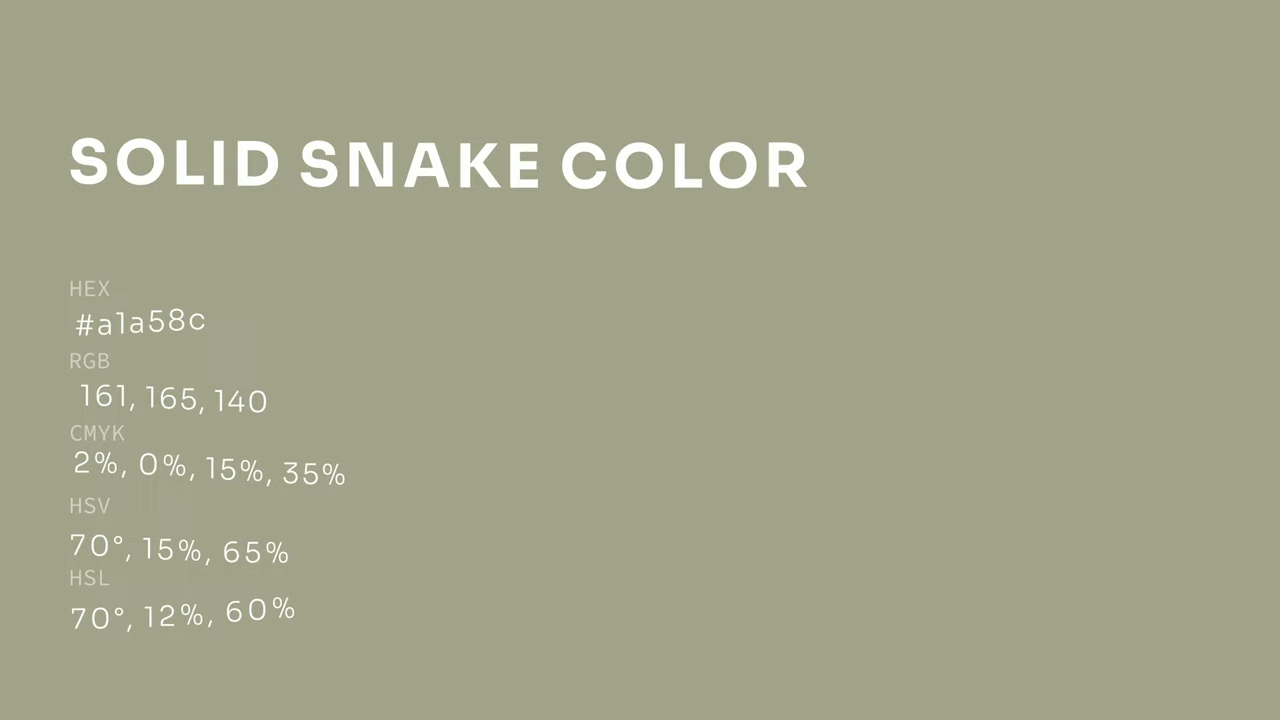 SOLID SNAKE COLOR
HEX
#a1a58c
RGB
161, 165, 140
CMYK
2%, 0%, 15%, 35%
HSV
70°, 15%, 65%
HSL
70°, 12%, 60%